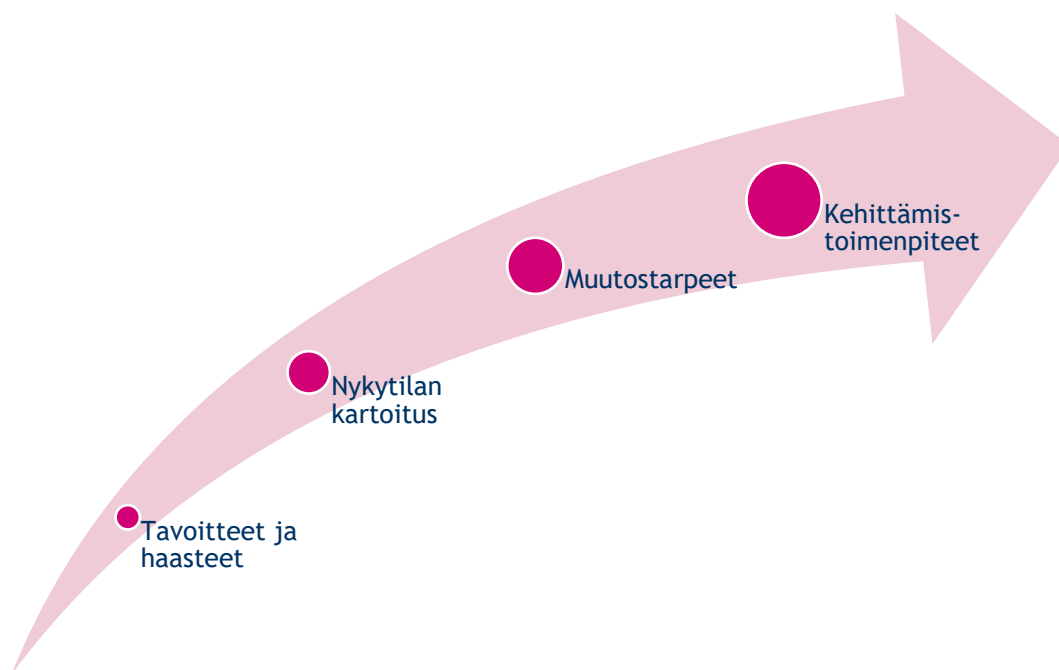 Kehittämis-
toimenpiteet
Muutostarpeet
Nykytilan
kartoitus
Tavoitteet ja
haasteet